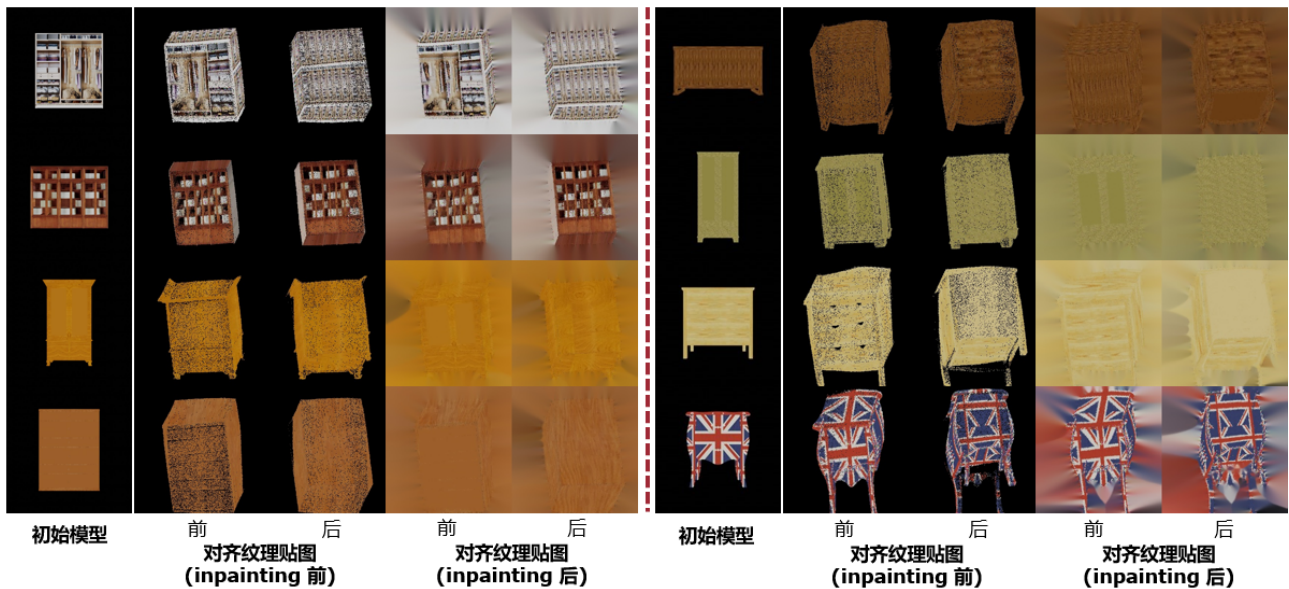 初始模型
前 后
对齐纹理贴图
(inpainting 前)
前 后
对齐纹理贴图
(inpainting 后)
初始模型
前 后
对齐纹理贴图
(inpainting 前)
前 后
对齐纹理贴图
(inpainting 后)